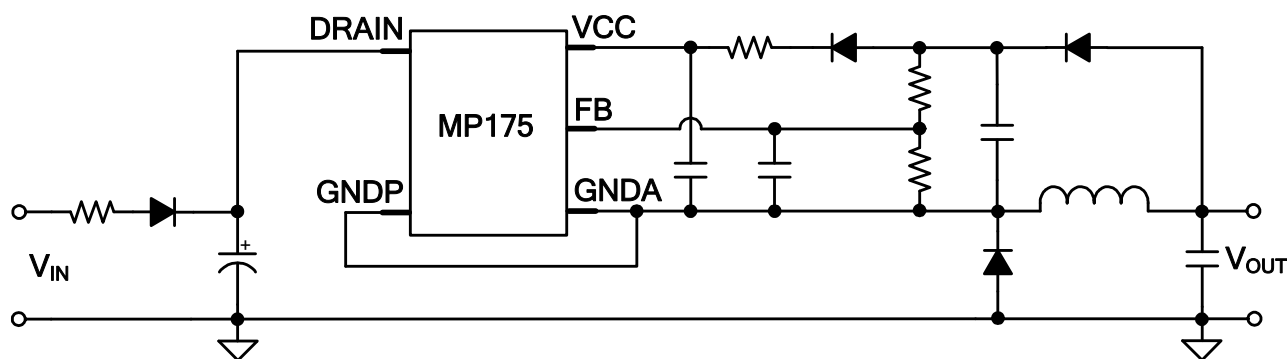 DRAIN
VCC
MP175
FB
GNDP
GNDA
+
VIN
VOUT